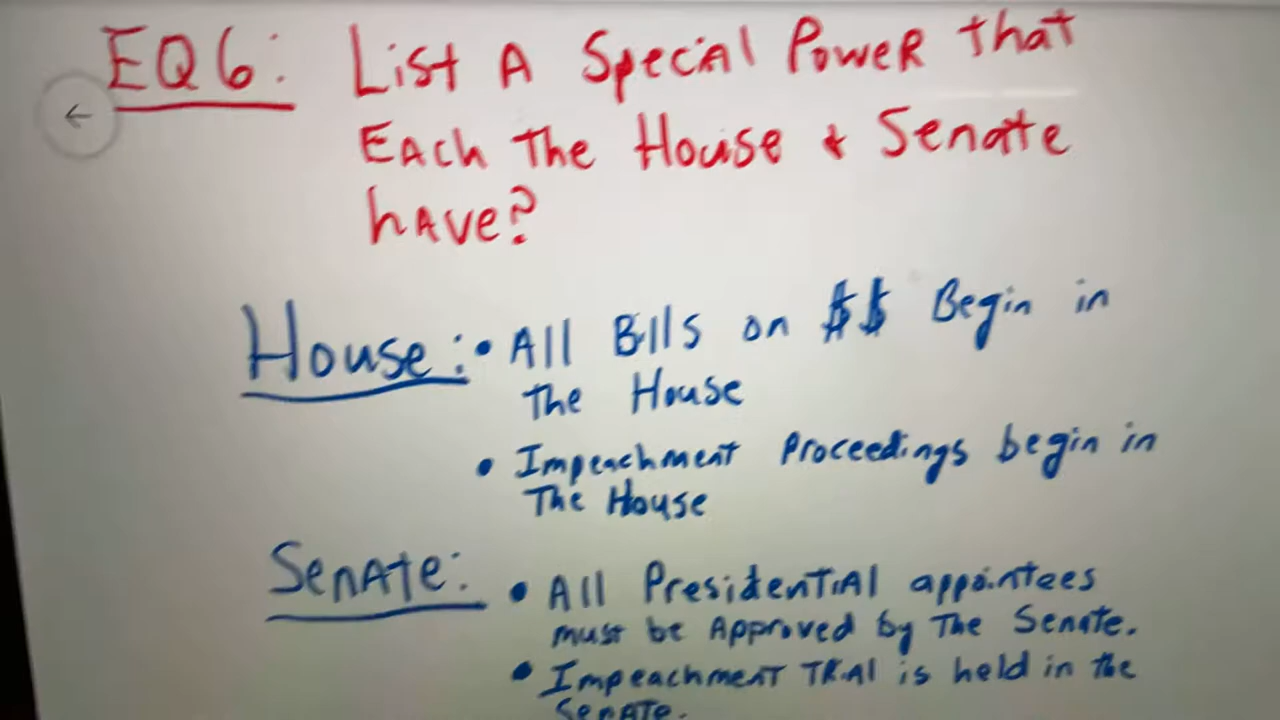 EQ6: List A Special Power that
Each The House & Senate
have?
House: • All Bills on $$ Begin in
the House
• Impeachment Proceedings begin in
The House
Senate: • All Presidential appointees
must be Approved by The Senate.
• Impeachment Trial is held in the
Senate.